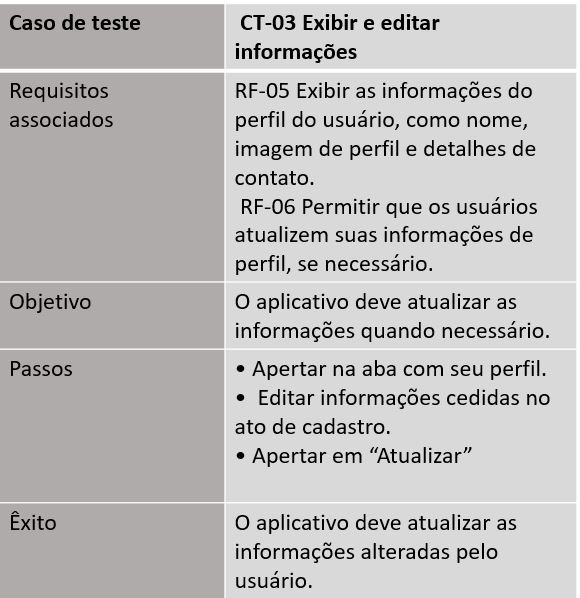 Caso de teste
CT-03 Exibir e editar
informações
Requisitos
associados
RF-05 Exibir as informações do
perfil do usuário, como nome,
imagem de perfil e detalhes de
contato.
RF-06 Permitir que os usuários
atualizem suas informações de
perfil, se necessário.
Objetivo
O aplicativo deve atualizar as
informações quando necessário.
Passos
• Apertar na aba com seu perfil.
• Editar informações cedidas no
ato de cadastro.
• Apertar em “Atualizar”
Êxito
O aplicativo deve atualizar as
informações alteradas pelo
usuário.